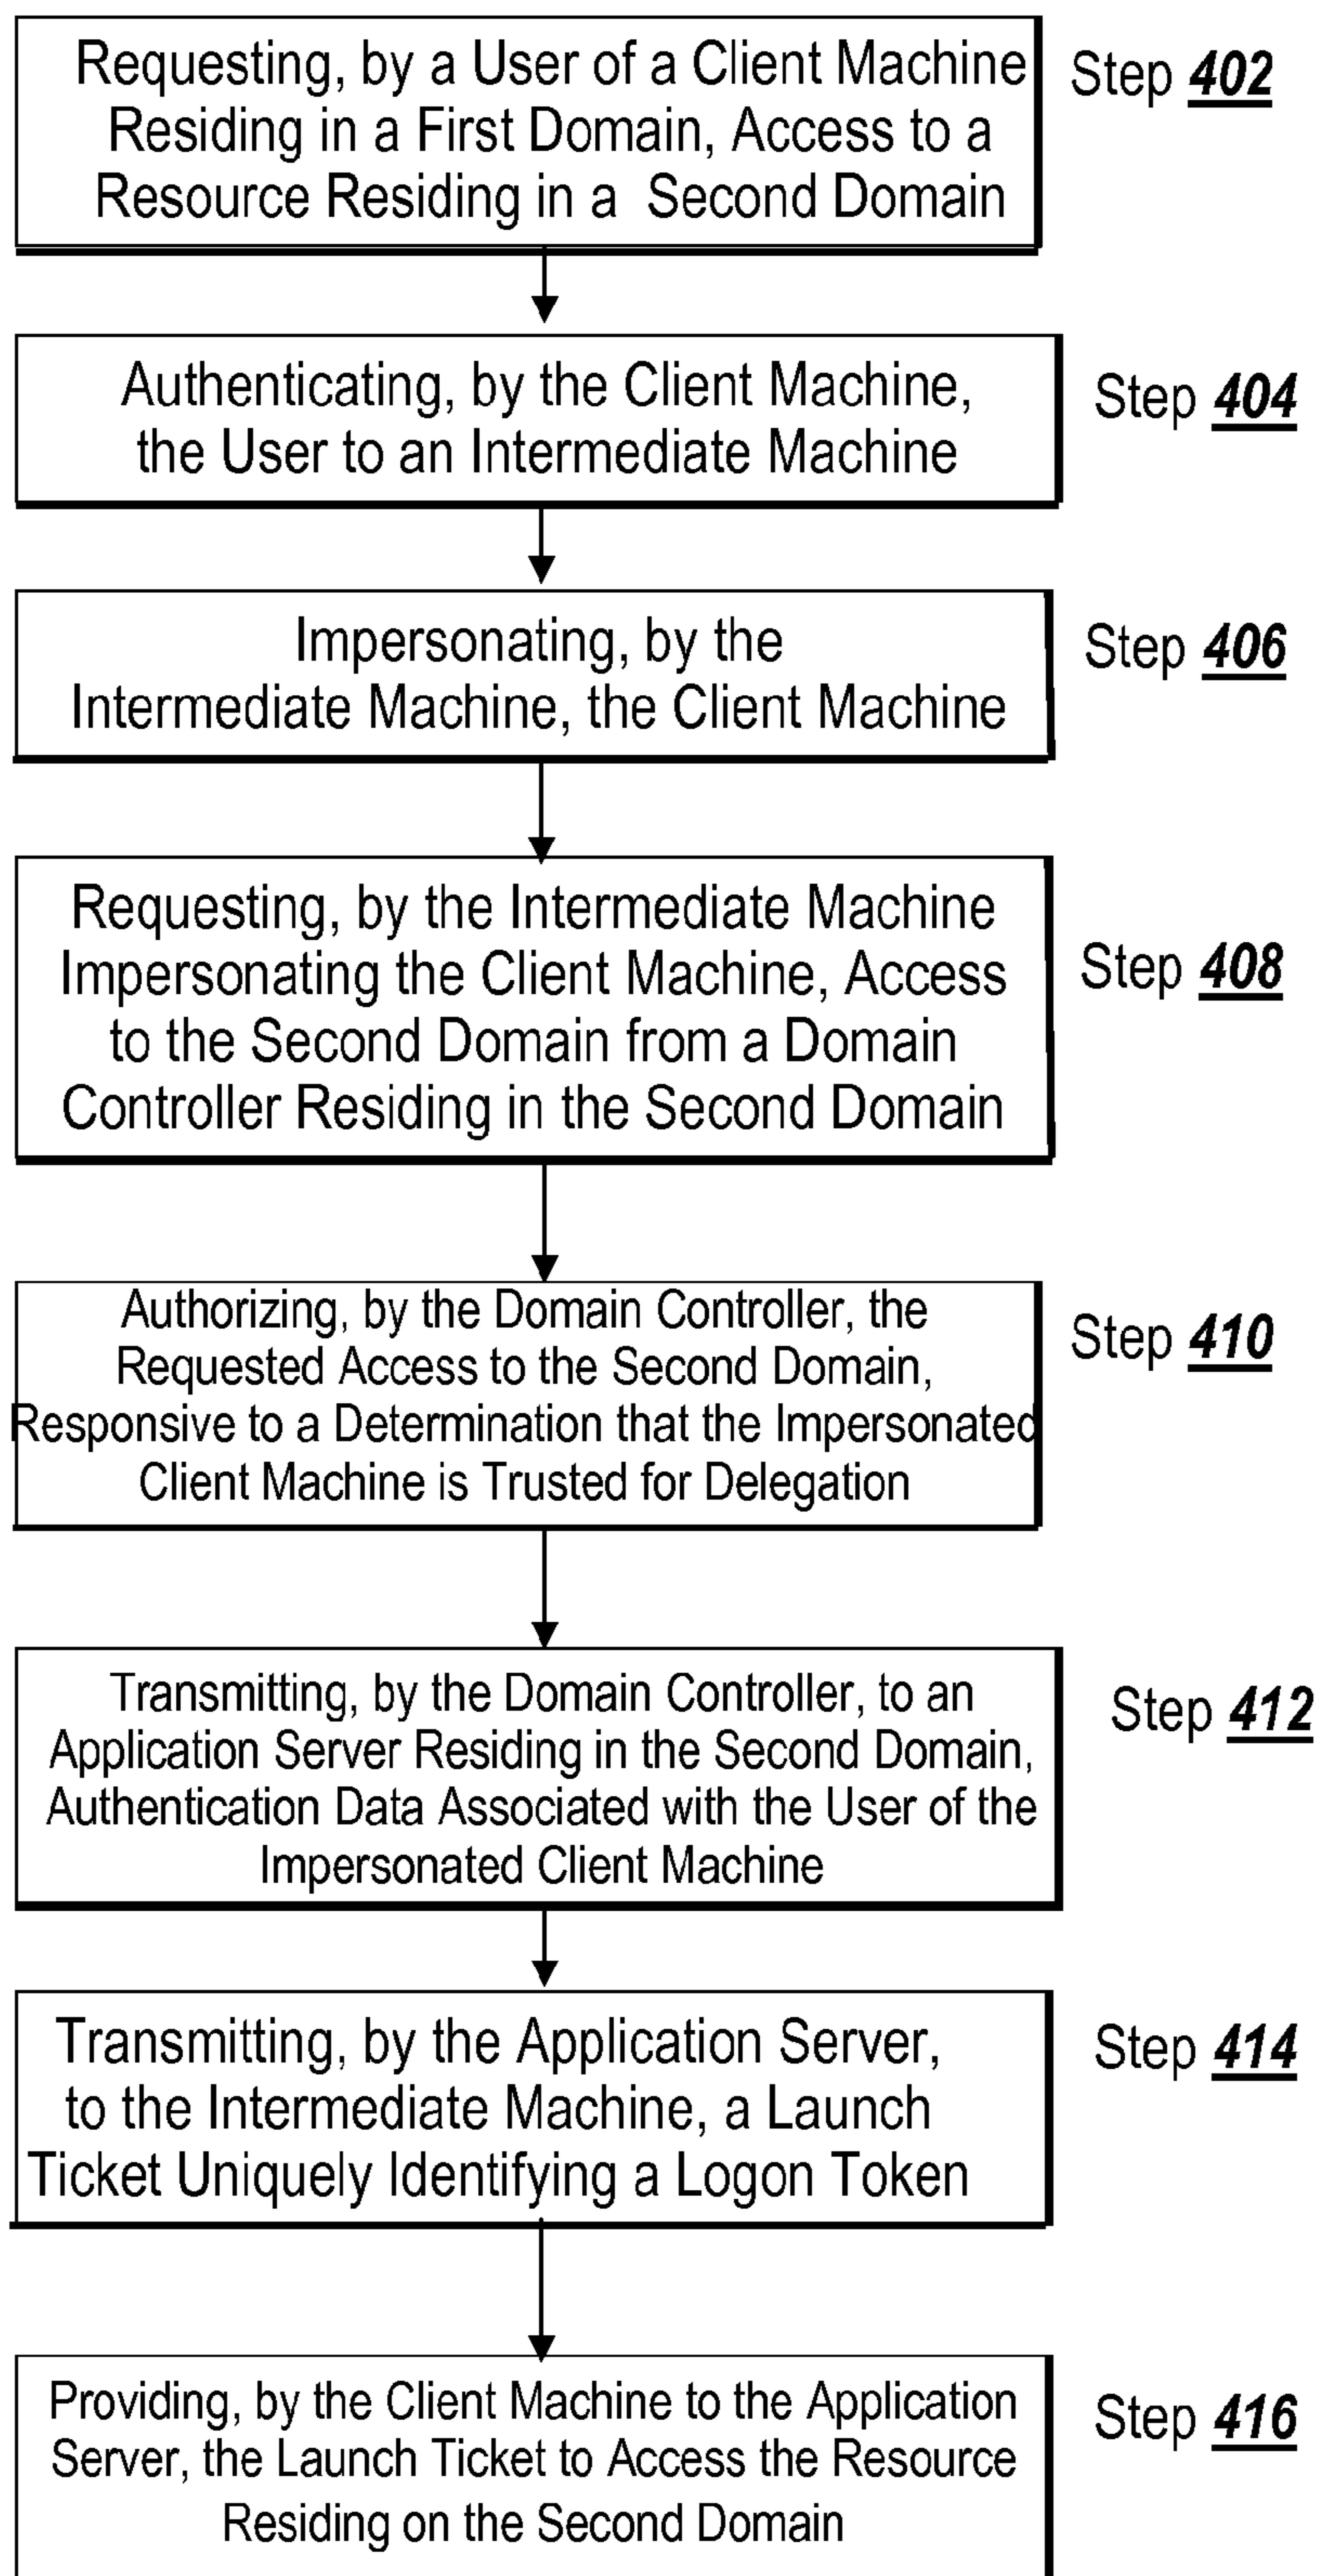 Requesting, by a User of a Client Machine
Residing in a First Domain, Access to a
Resource Residing in a Second Domain
Step 402
Authenticating, by the Client Machine,
the User to an Intermediate Machine
Step 404
Impersonating, by the
Intermediate Machine, the Client Machine
Step 406
Requesting, by the Intermediate Machine
Impersonating the Client Machine, Access
to the Second Domain from a Domain
Controller Residing in the Second Domain
Step 408
Authorizing, by the Domain Controller, the
Requested Access to the Second Domain,
Responsive to a Determination that the Impersonated
Client Machine is Trusted for Delegation
Step 410
Transmitting, by the Domain Controller, to an
Application Server Residing in the Second Domain,
Authentication Data Associated with the User of the
Impersonated Client Machine
Step 412
Transmitting, by the Application Server,
to the Intermediate Machine, a Launch
Ticket Uniquely Identifying a Logon Token
Step 414
Providing, by the Client Machine to the Application
Server, the Launch Ticket to Access the Resource
Residing on the Second Domain
Step 416